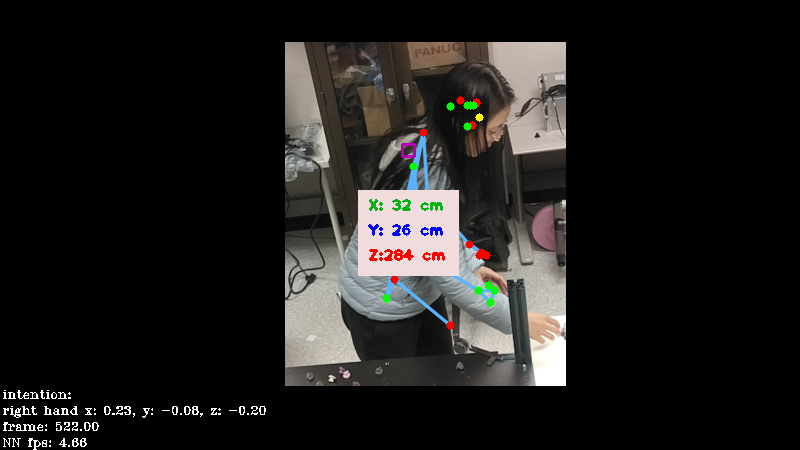 FANUC
X: 32 cm
Y: 26 cm
Z:284 cm
intention:
right hand x: 0.23, y: -0.08, z: -0.20
frame: 522.00
NN fps: 4.66